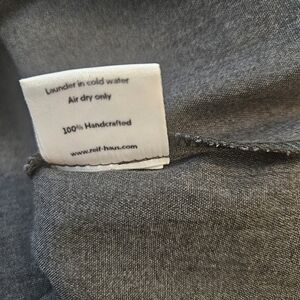 Launder in cold water
Air dry only
100% Handcrafted
www.reif-haus.com